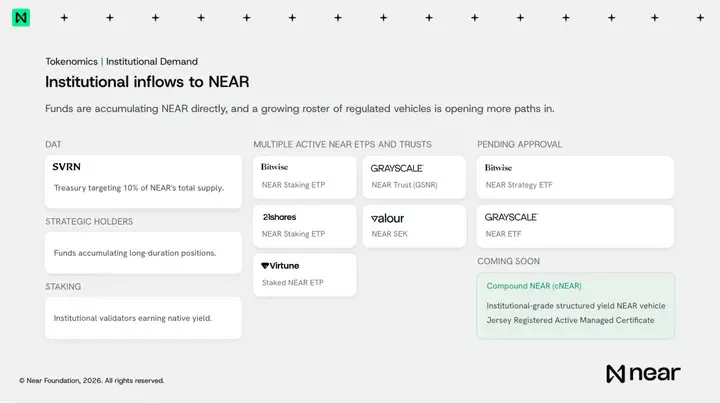 Tokenomics | Institutional Demand
Institutional inflows to NEAR
Funds are accumulating NEAR directly, and a growing roster of regulated vehicles is opening more paths in.
DAT
SVRN
Treasury targeting 10% of NEAR's total supply.
STRATEGIC HOLDERS
Funds accumulating long-duration positions.
STAKING
Institutional validators earning native yield.
MULTIPLE ACTIVE NEAR ETPS AND TRUSTS
Bitwise
NEAR Staking ETP
GRAYSCALE
NEAR Trust (GSNR)
21shares
NEAR Staking ETP
valour
NEAR SEK
Virtune
Staked NEAR ETP
PENDING APPROVAL
Bitwise
NEAR Strategy ETF
GRAYSCALE
NEAR ETF
COMING SOON
Compound NEAR (cNEAR)
Institutional-grade structured yield NEAR vehicle
Jersey Registered Active Managed Certificate
© Near Foundation, 2026. All rights reserved.
near